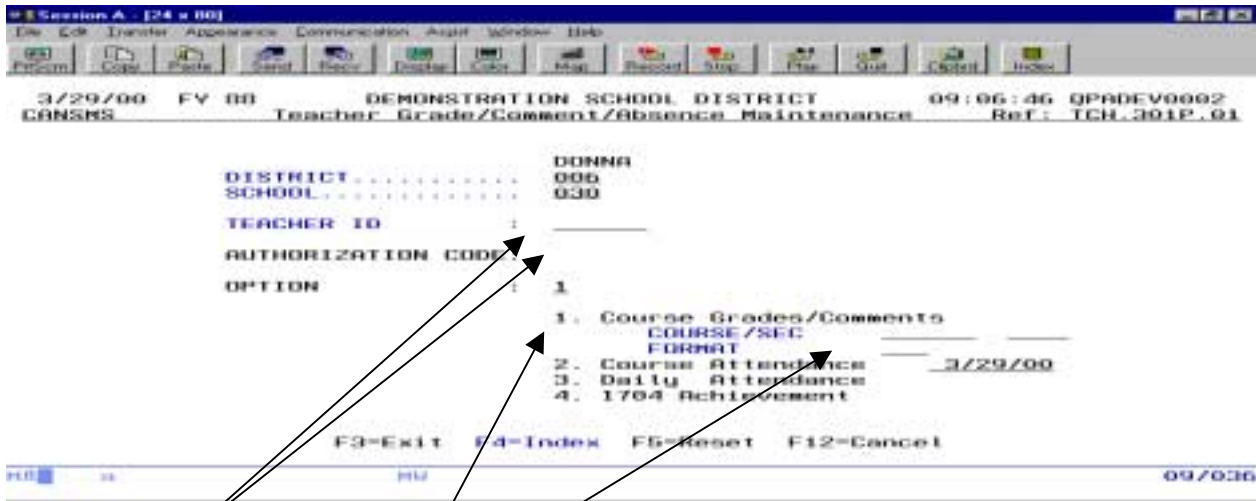 Session A - [24 x 80]
File Edit Transfer Appearance Communication Assist Window Help
PrtScrn Copy Paste Send Recv Display Color Map Record Stop Play Quit Clipbrd Index
3/29/00 FY 00 DEMONSTRATION SCHOOL DISTRICT 09:06:46 QPADEV0002
CANSMS Teacher Grade/Comment/Absence Maintenance Ref: TCH.301P.01
DONNA
DISTRICT............ 006
SCHOOL.............. 030
TEACHER ID :
AUTHORIZATION CODE.
OPTION : 1
1. Course Grades/Comments
COURSE/SEC
FORMAT
2. Course Attendance 3/29/00
3. Daily Attendance
4. 1704 Achievement
F3=Exit F4=Index F5=Reset F12=Cancel
MW 09/036